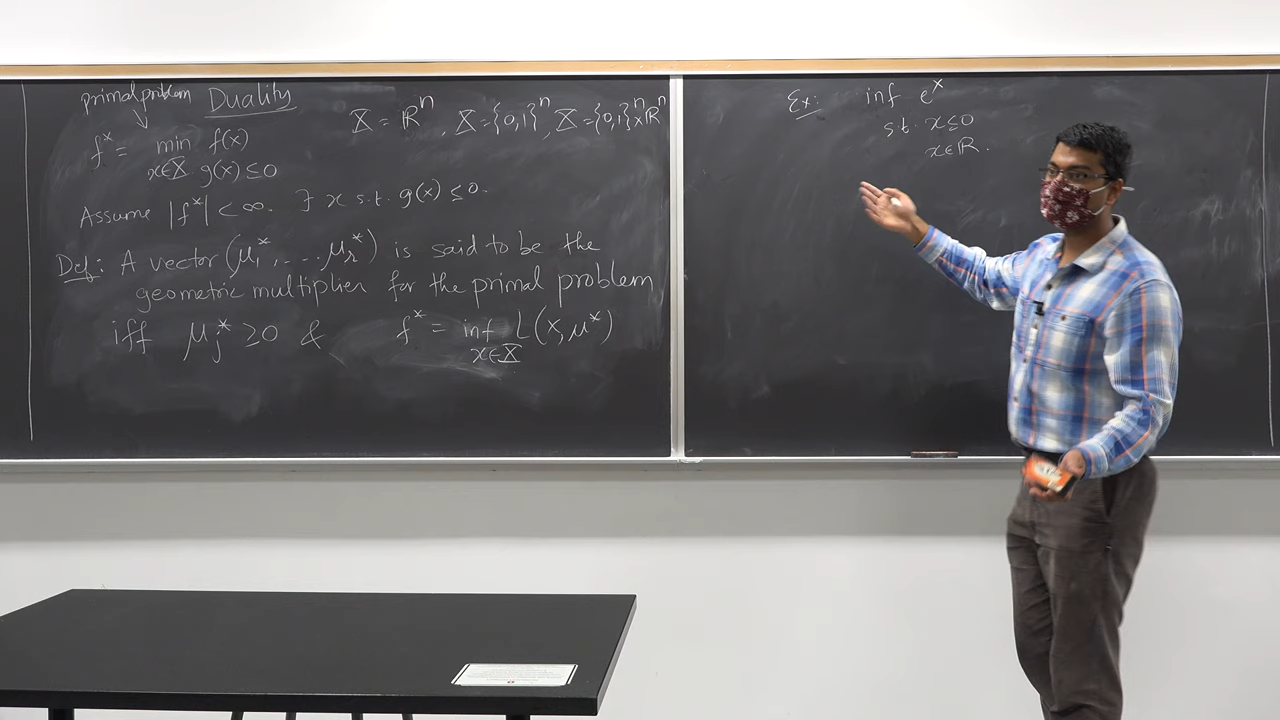 primal problem Duality
f* = min f(x)
x∈X g(x) ≤ 0
X = ℝⁿ, X = {0,1}ⁿ, X = {0,1}ⁿ×ℝⁿ
Assume |f*| < ∞. ∃ x s.t. g(x) ≤ 0.
Def: A vector (μ₁* .... μᵣ*) is said to be the
geometric multiplier for the primal problem
iff μⱼ* ≥ 0 & f* = inf L(x, μ*)
x∈X
Ex: inf eˣ
s.t. x ≤ 0
x∈ℝ.